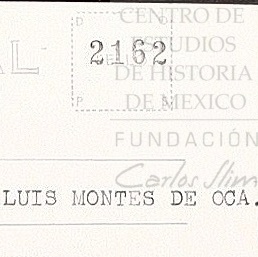 CENTRO DE
ESTUDIOS
DE HISTORIA
DE MEXICO
FUNDACIÓN
Carlos Slim
D O
2162
P B
AL
LUIS MONTES DE OCA.